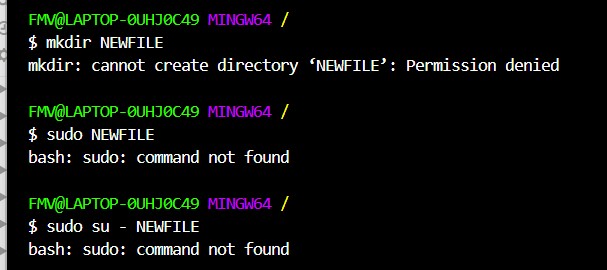 FMV@LAPTOP-0UHJ0C49 MINGW64 /
$ mkdir NEWFILE
mkdir: cannot create directory ‘NEWFILE’: Permission denied
FMV@LAPTOP-0UHJ0C49 MINGW64 /
$ sudo NEWFILE
bash: sudo: command not found
FMV@LAPTOP-0UHJ0C49 MINGW64 /
$ sudo su - NEWFILE
bash: sudo: command not found